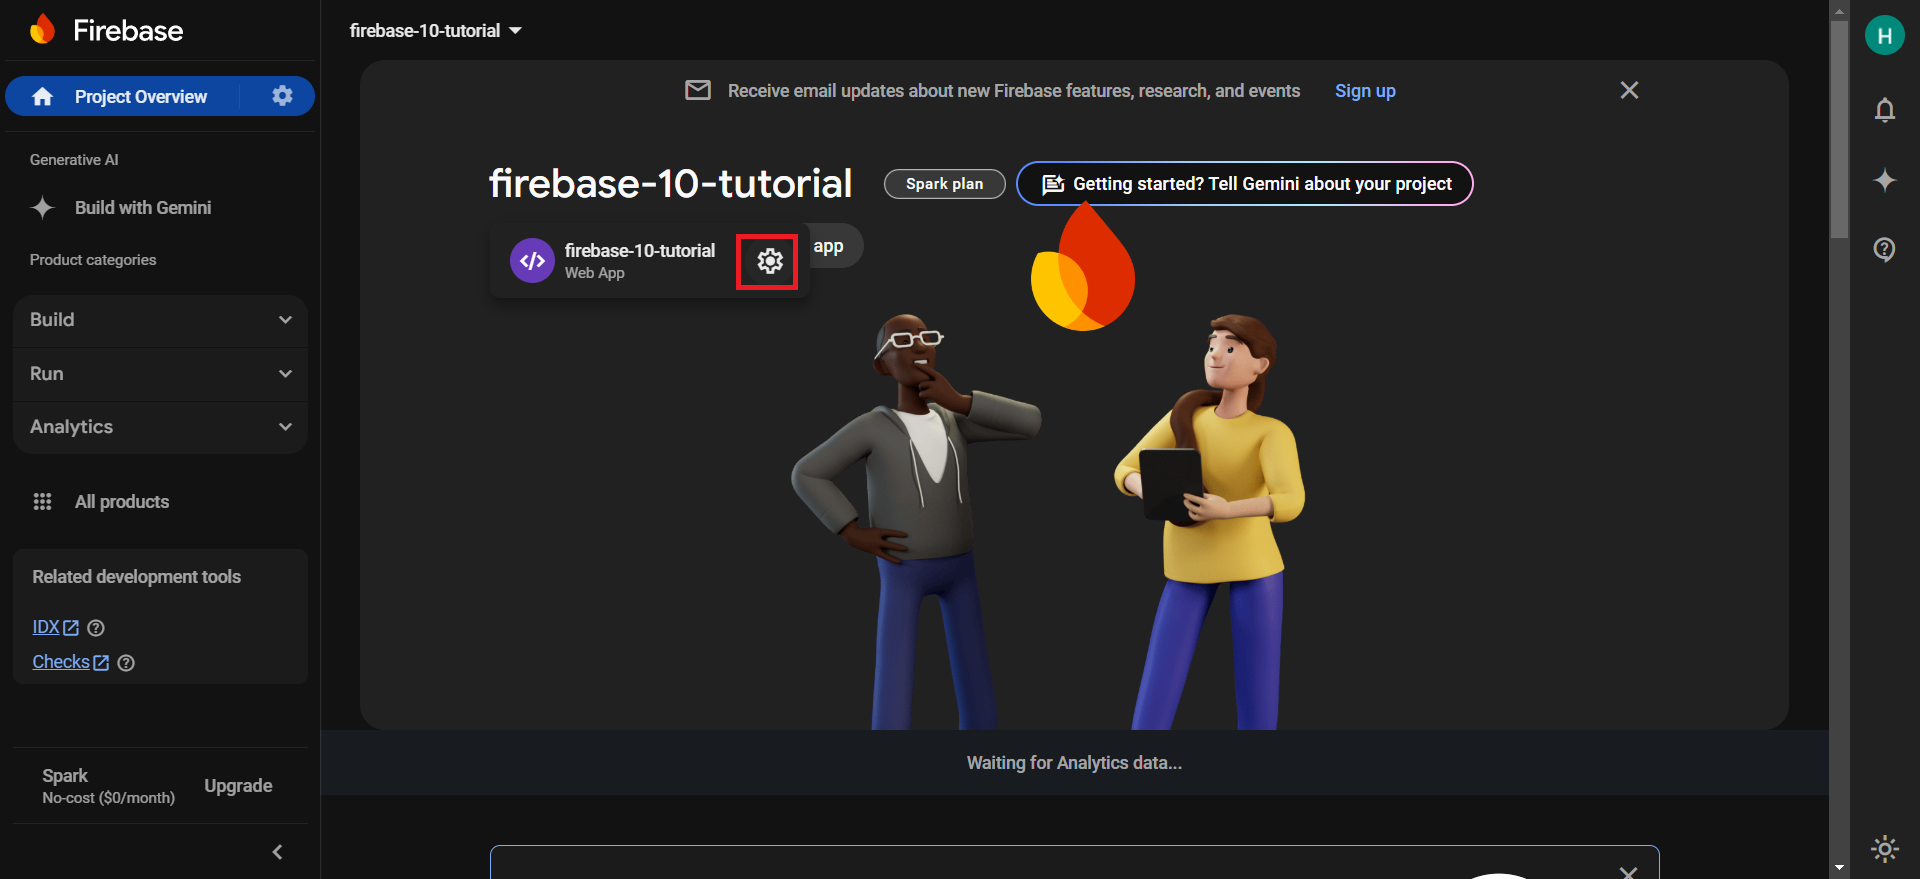 Firebase
Project Overview
Generative AI
Build with Gemini
Product categories
Build
Run
Analytics
All products
Related development tools
IDX
Checks
Spark
No-cost ($0/month)
Upgrade
firebase-10-tutorial
Receive email updates about new Firebase features, research, and events Sign up
firebase-10-tutorial
Spark plan
Getting started? Tell Gemini about your project
firebase-10-tutorial
Web App
app
Waiting for Analytics data...
H